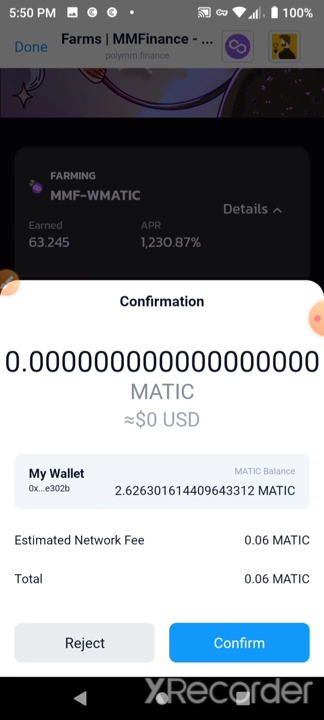 5:50 PM
100%
Done
Farms | MMFinance - ...
polymm.finance
FARMING
MMF-WMATIC
Details
Earned
APR
63.245
1,230.87%
Confirmation
0.000000000000000000
MATIC
≈$0 USD
My Wallet
MATIC Balance
0x...e302b
2.626301614409643312 MATIC
Estimated Network Fee
0.06 MATIC
Total
0.06 MATIC
Reject
Confirm
XRecorder